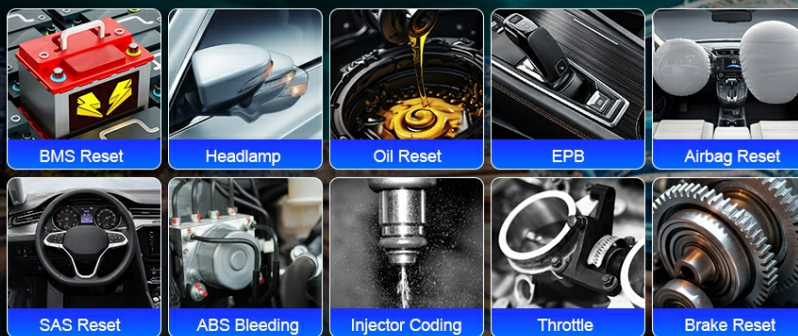 BMS Reset
Headlamp
Oil Reset
EPB
Airbag Reset
SAS Reset
ABS Bleeding
Injector Coding
Throttle
Brake Reset